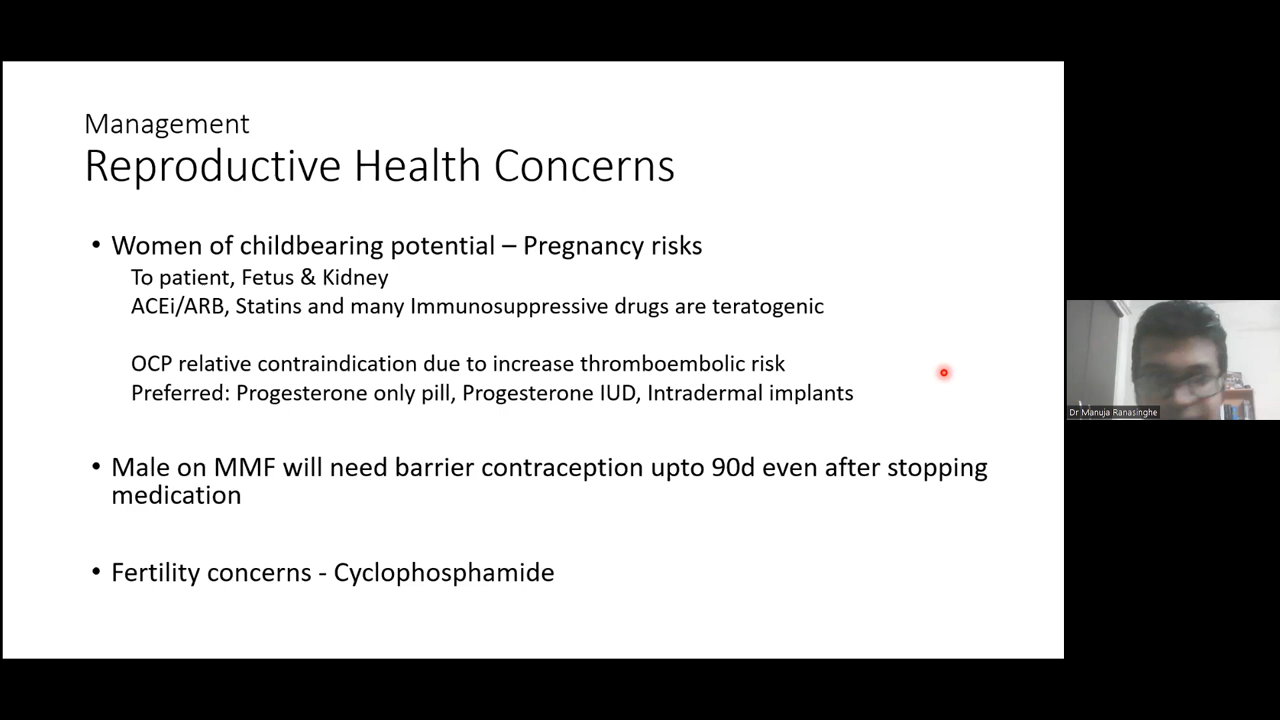 Management
Reproductive Health Concerns
• Women of childbearing potential – Pregnancy risks
To patient, Fetus & Kidney
ACEi/ARB, Statins and many Immunosuppressive drugs are teratogenic
OCP relative contraindication due to increase thromboembolic risk
Preferred: Progesterone only pill, Progesterone IUD, Intradermal implants
• Male on MMF will need barrier contraception upto 90d even after stopping
medication
• Fertility concerns - Cyclophosphamide
Dr Manuja Ranasinghe